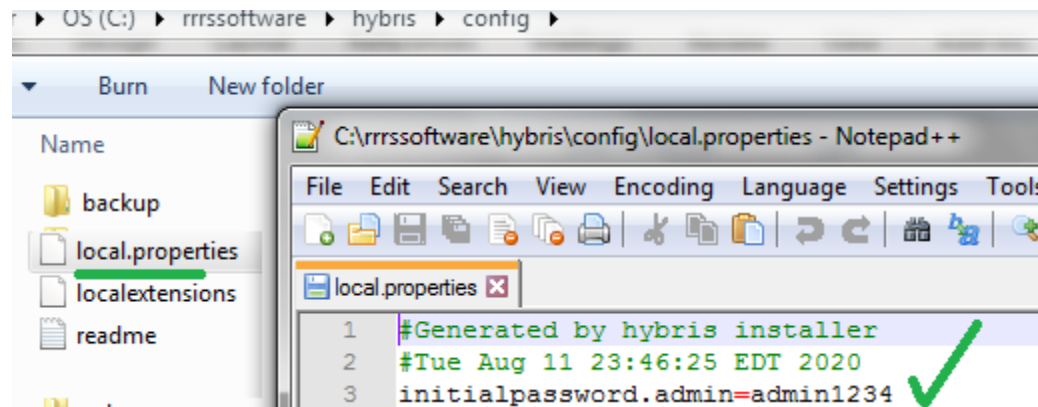 OS (C:) rrrssoftware hybris config
Burn New folder
Name
backup
local.properties
localextensions
readme
C:\rrrssoftware\hybris\config\local.properties - Notepad++
File Edit Search View Encoding Language Settings Tools
local.properties
1 #Generated by hybris installer
2 #Tue Aug 11 23:46:25 EDT 2020
3 initialpassword.admin=admin1234